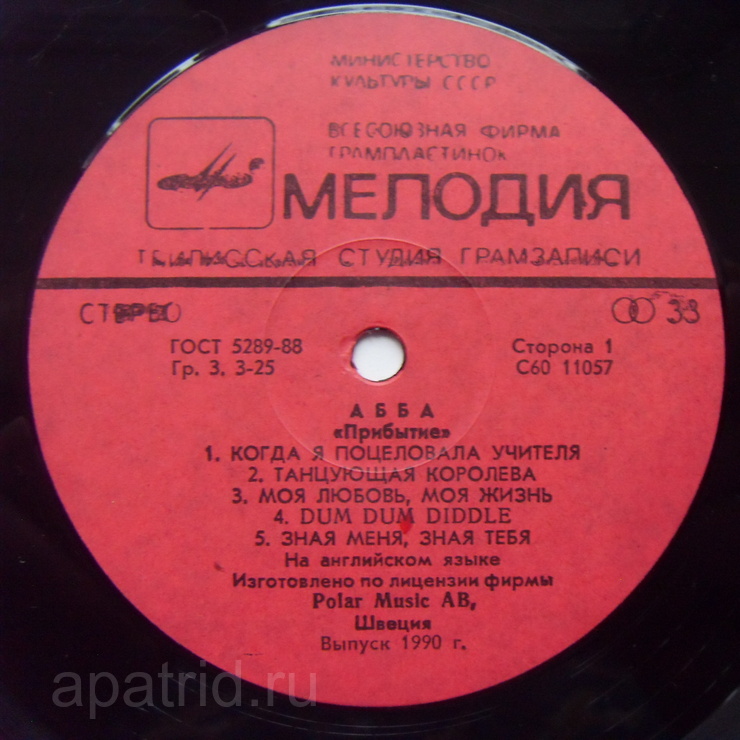 МИНИСТЕРСТВО
КУЛЬТУРЫ СССР
ВСЕСОЮЗНАЯ ФИРМА
ГРАМПЛАСТИНОК
МЕЛОДИЯ
ТБИЛИССКАЯ СТУДИЯ ГРАМЗАПИСИ
СТЕРЕО
33
ГОСТ 5289-88
Гр. 3, 3-25
Сторона 1
С60 11057
АББА
«Прибытие»
1. КОГДА Я ПОЦЕЛОВАЛА УЧИТЕЛЯ
2. ТАНЦУЮЩАЯ КОРОЛЕВА
3. МОЯ ЛЮБОВЬ, МОЯ ЖИЗНЬ
4. DUM DUM DIDDLE
5. ЗНАЯ МЕНЯ, ЗНАЯ ТЕБЯ
На английском языке
Изготовлено по лицензии фирмы
Polar Music AB,
Швеция
Выпуск 1990 г.
apatrid.ru